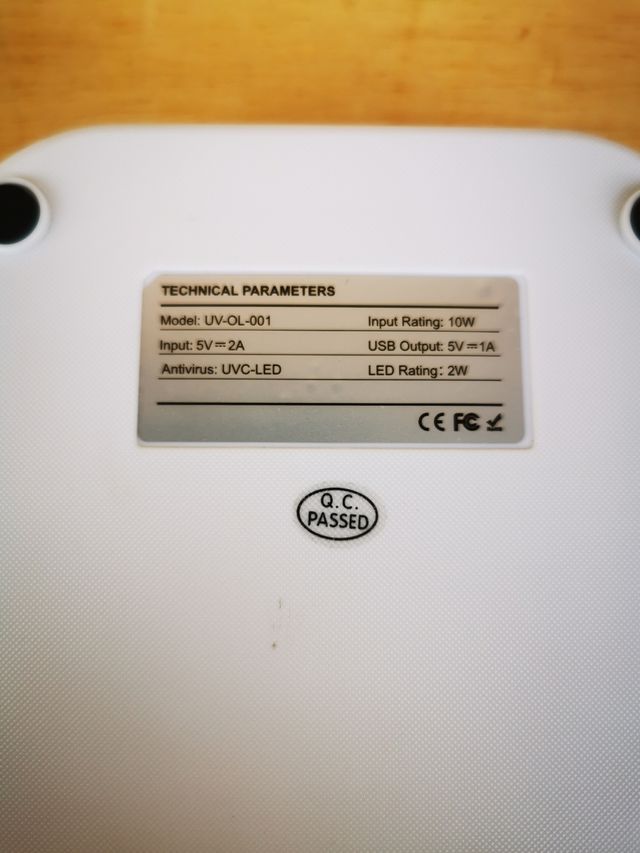 TECHNICAL PARAMETERS
Model: UV-OL-001 Input Rating: 10W
Input: 5V⎓2A USB Output: 5V⎓1A
Antivirus: UVC-LED LED Rating: 2W
CE FC
Q.C.
PASSED